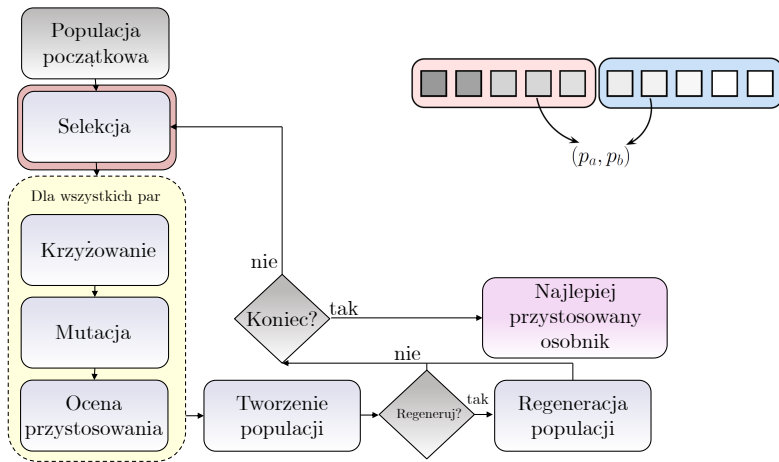 Populacja
początkowa
Selekcja
(pₐ, p_b)
Dla wszystkich par
Krzyżowanie
nie
Mutacja
Koniec?
tak
Najlepiej
przystosowany
osobnik
nie
Ocena
przystosowania
Tworzenie
populacji
Regeneruj?
tak
Regeneracja
populacji